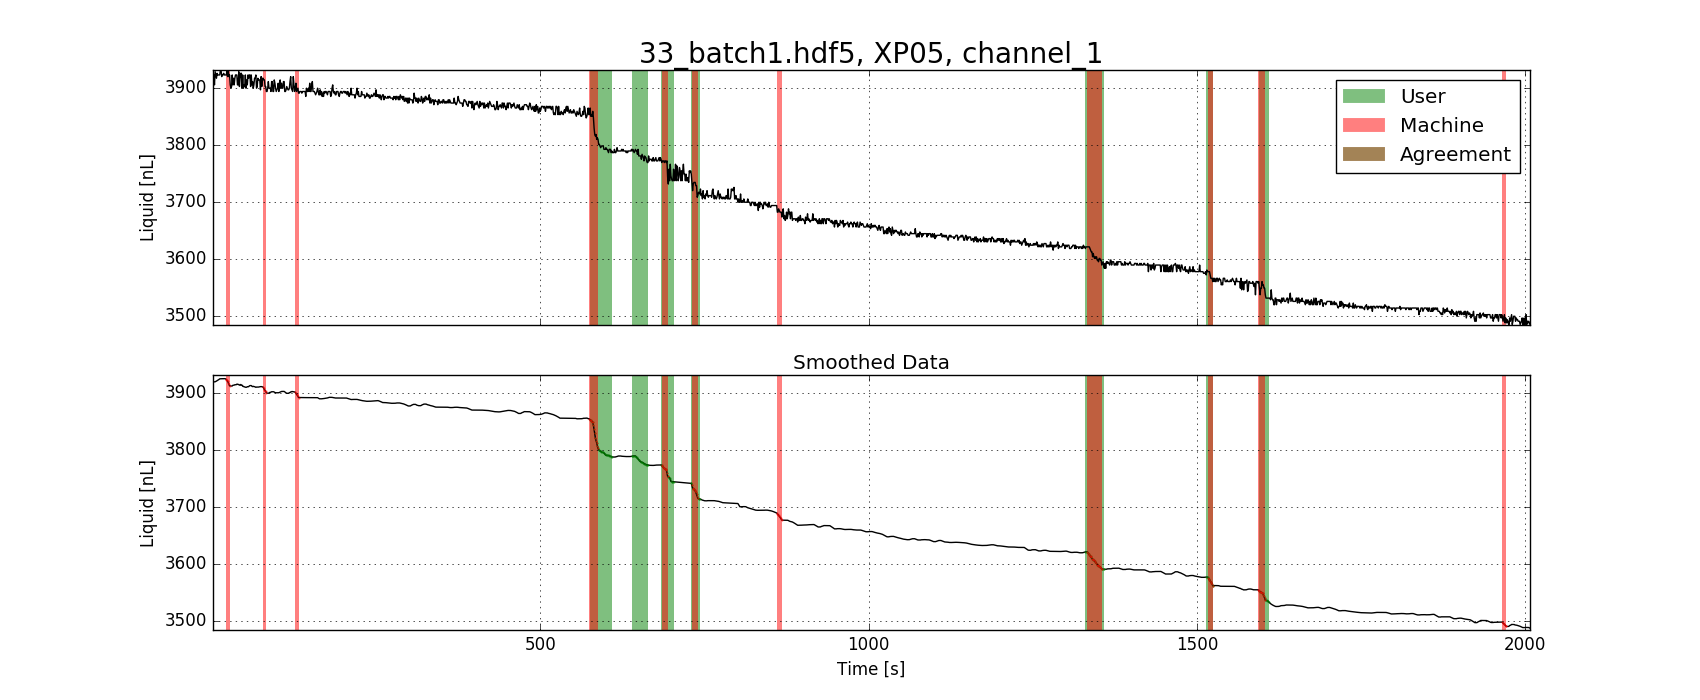 33_batch1.hdf5, XP05, channel_1
3900
3800
3700
3600
3500
Liquid [nL]
User
Machine
Agreement
Smoothed Data
3900
3800
3700
3600
3500
Liquid [nL]
500
1000
1500
2000
Time [s]